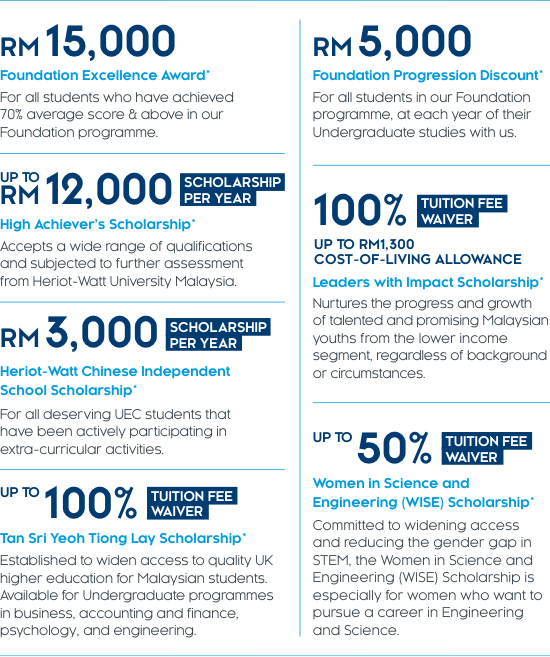 RM 15,000
Foundation Excellence Award*
For all students who have achieved
70% average score & above in our
Foundation programme.
UP TO
RM 12,000
SCHOLARSHIP
PER YEAR
High Achiever's Scholarship*
Accepts a wide range of qualifications
and subjected to further assessment
from Heriot-Watt University Malaysia.
RM 3,000
SCHOLARSHIP
PER YEAR
Heriot-Watt Chinese Independent
School Scholarship*
For all deserving UEC students that
have been actively participating in
extra-curricular activities.
UP TO 100%
TUITION FEE
WAIVER
Tan Sri Yeoh Tiong Lay Scholarship*
Established to widen access to quality UK
higher education for Malaysian students.
Available for Undergraduate programmes
in business, accounting and finance,
psychology, and engineering.
RM 5,000
Foundation Progression Discount*
For all students in our Foundation
programme, at each year of their
Undergraduate studies with us.
100%
TUITION FEE
WAIVER
UP TO RM1,300
COST-OF-LIVING ALLOWANCE
Leaders with Impact Scholarship*
Nurtures the progress and growth
of talented and promising Malaysian
youths from the lower income
segment, regardless of background
or circumstances.
UP TO 50%
TUITION FEE
WAIVER
Women in Science and
Engineering (WISE) Scholarship*
Committed to widening access
and reducing the gender gap in
STEM, the Women in Science and
Engineering (WISE) Scholarship is
especially for women who want to
pursue a career in Engineering
and Science.